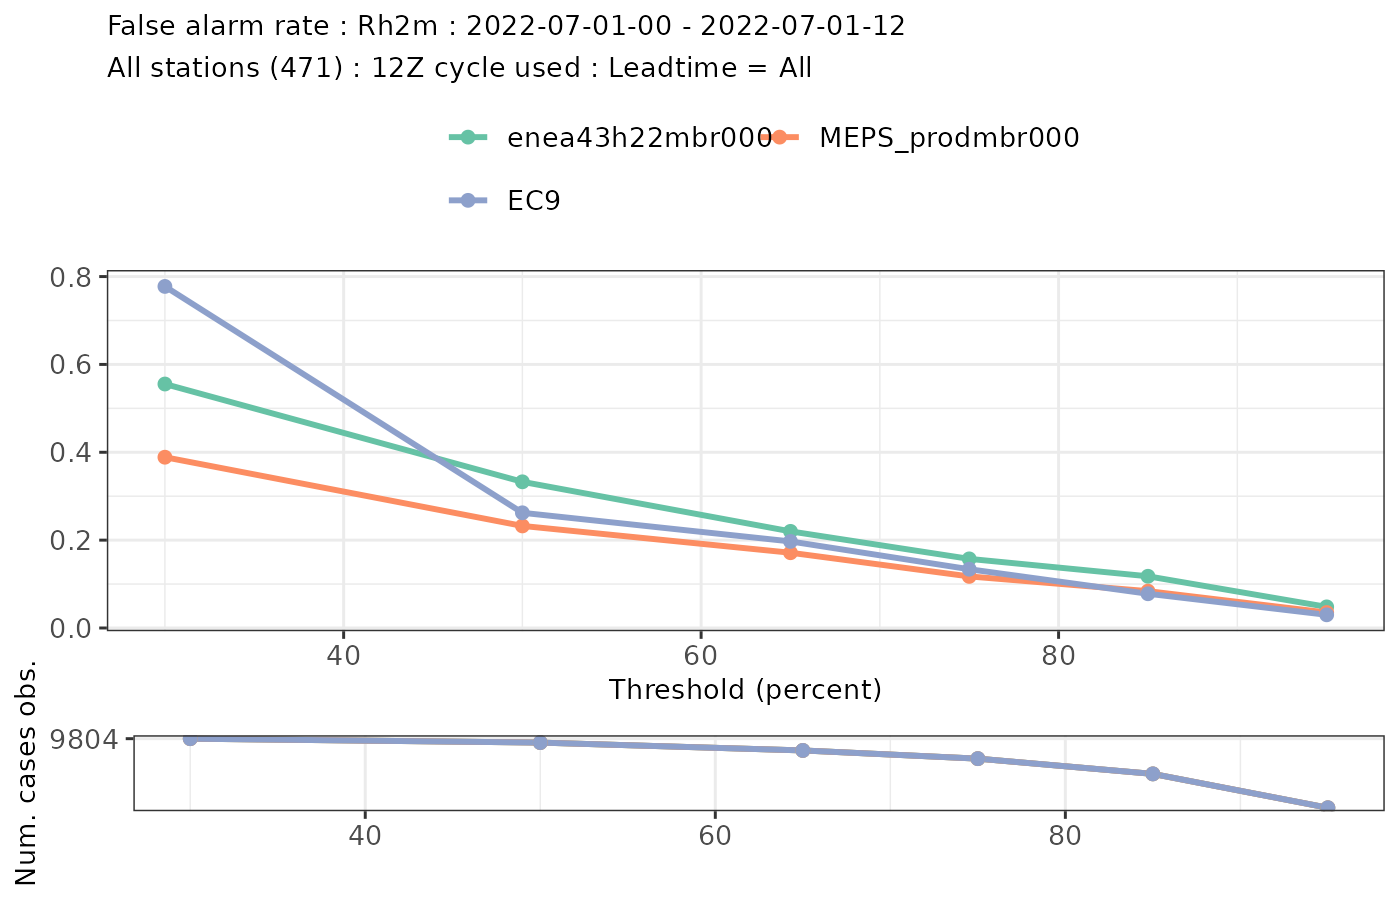 False alarm rate : Rh2m : 2022-07-01-00 - 2022-07-01-12
All stations (471) : 12Z cycle used : Leadtime = All
enea43h22mbr000 MEPS_prodmbr000
EC9
0.8
0.6
0.4
0.2
0.0
40 60 80
Threshold (percent)
Num. cases obs.
9804
40 60 80